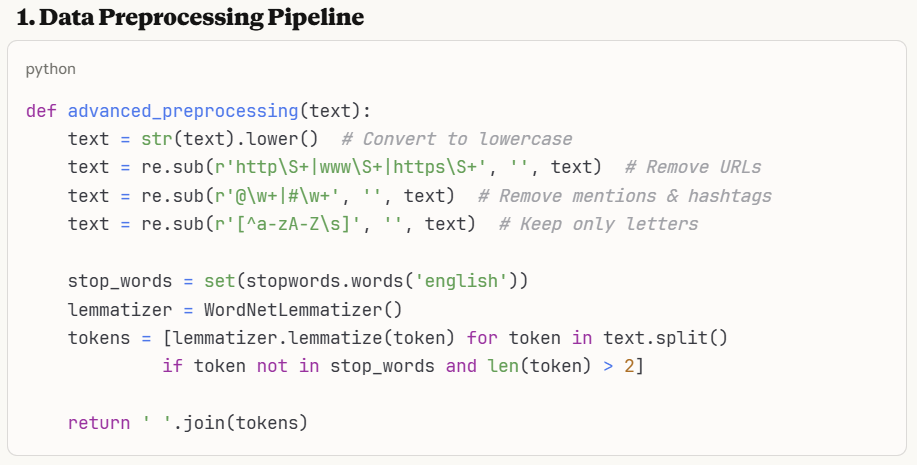 1. Data Preprocessing Pipeline
python
def advanced_preprocessing(text):
    text = str(text).lower()  # Convert to lowercase
    text = re.sub(r'http\S+|www\S+|https\S+', '', text)  # Remove URLs
    text = re.sub(r'@\w+|#\w+', '', text)  # Remove mentions & hashtags
    text = re.sub(r'[^a-zA-Z\s]', '', text)  # Keep only letters
    stop_words = set(stopwords.words('english'))
    lemmatizer = WordNetLemmatizer()
    tokens = [lemmatizer.lemmatize(token) for token in text.split()
             if token not in stop_words and len(token) > 2]
    return ' '.join(tokens)